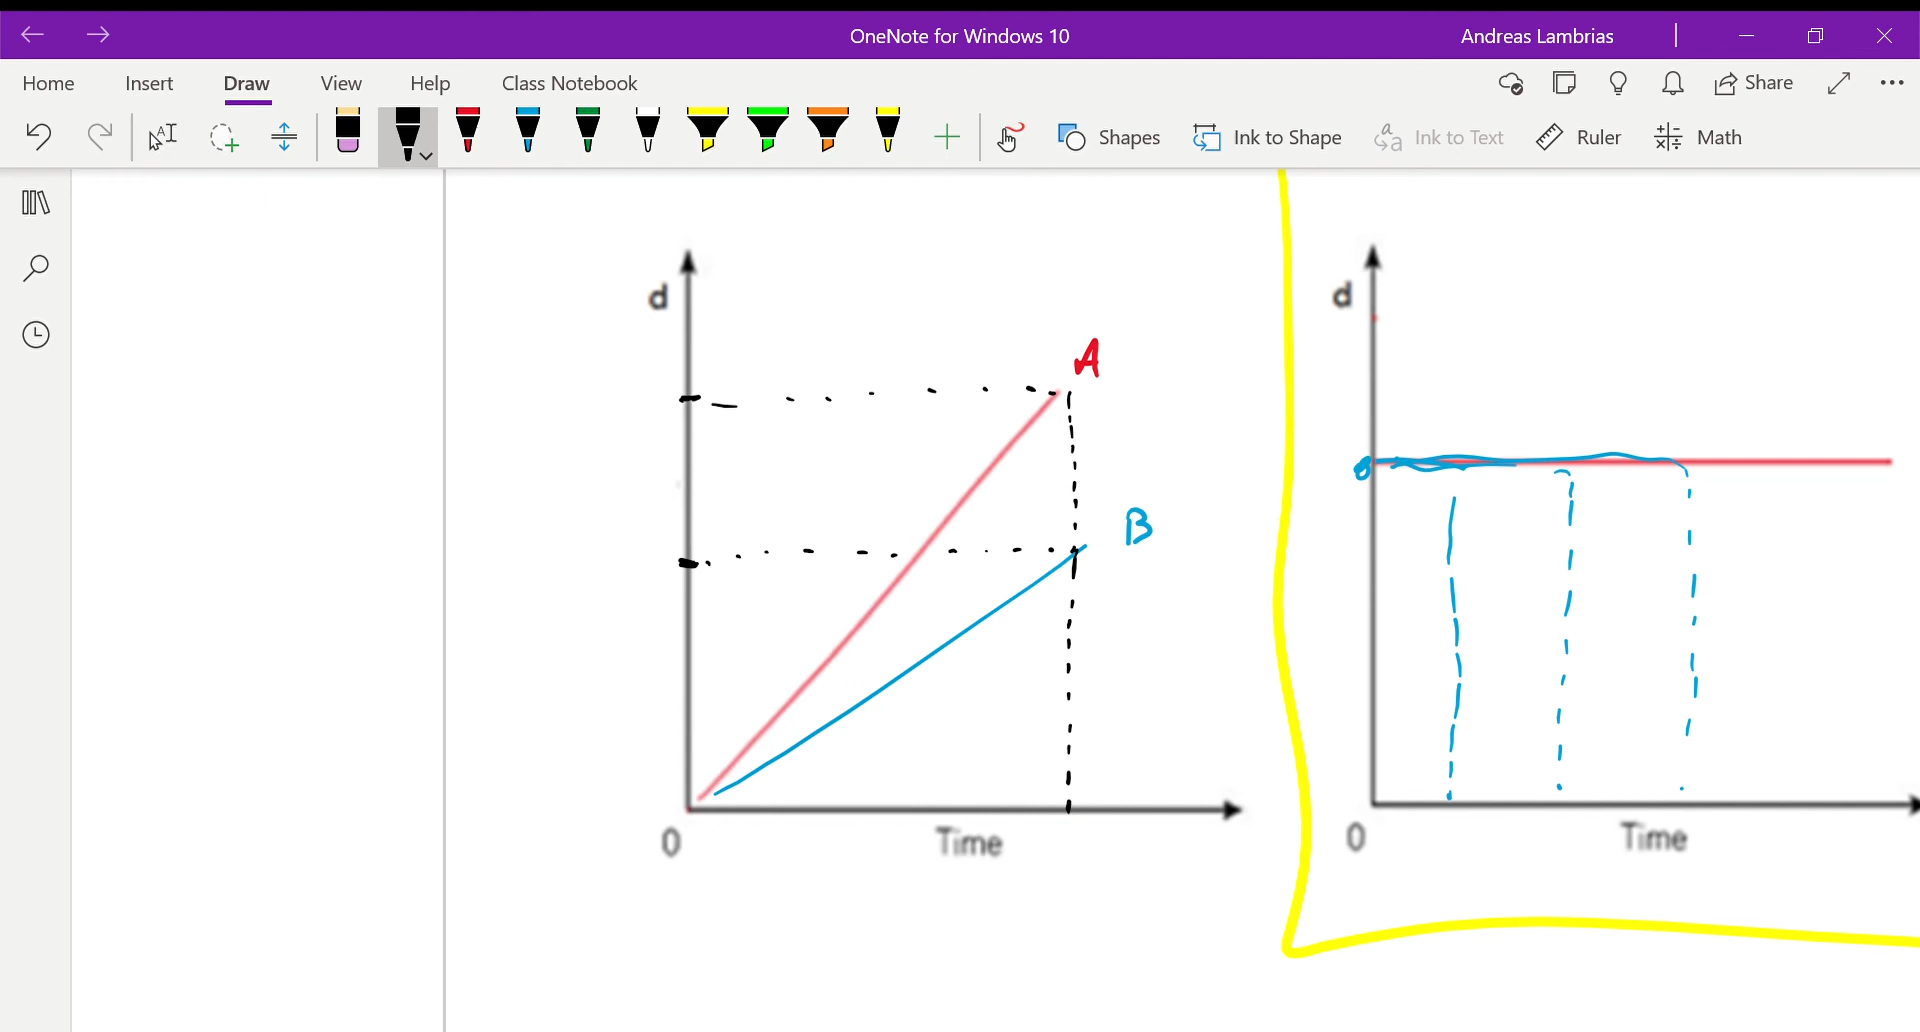 OneNote for Windows 10
Andreas Lambrias
Home Insert Draw View Help Class Notebook
Share
Shapes Ink to Shape Ink to Text Ruler Math
d
A
B
0 Time
d
0 Time